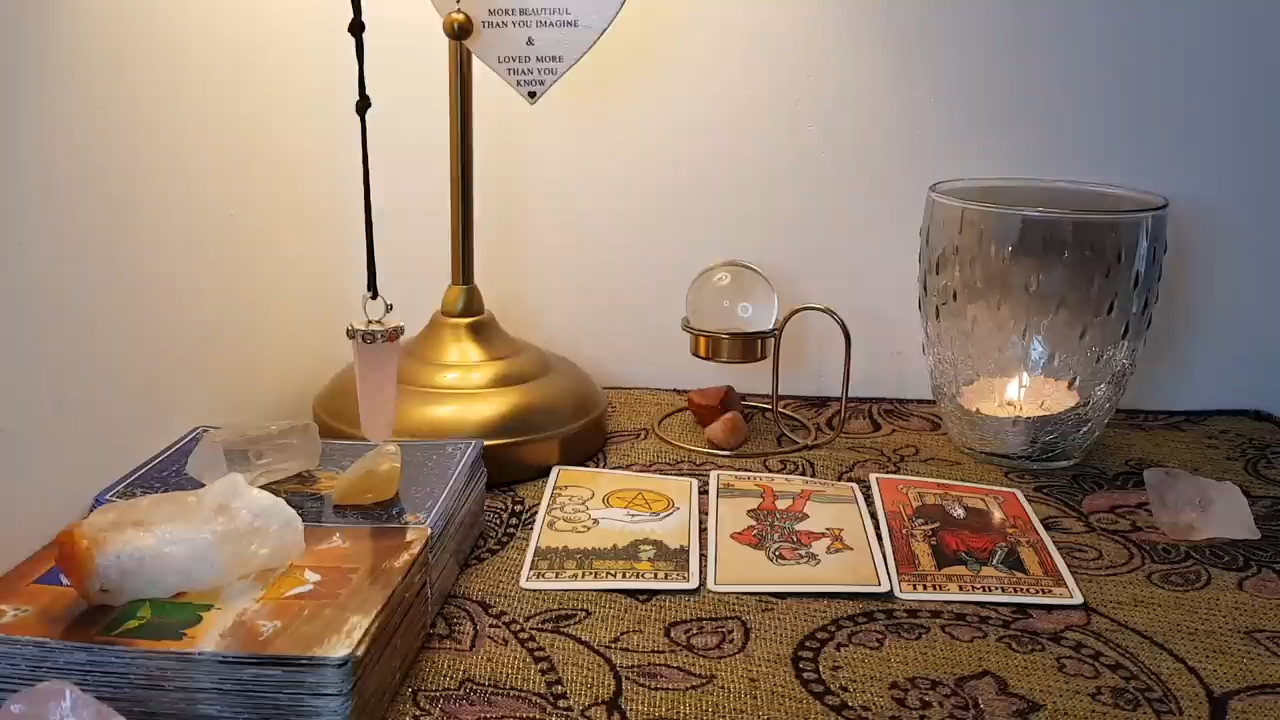 MORE BEAUTIFUL
THAN YOU IMAGINE
&
LOVED MORE
THAN YOU
KNOW
ACE of PENTACLES
THE EMPEROR.